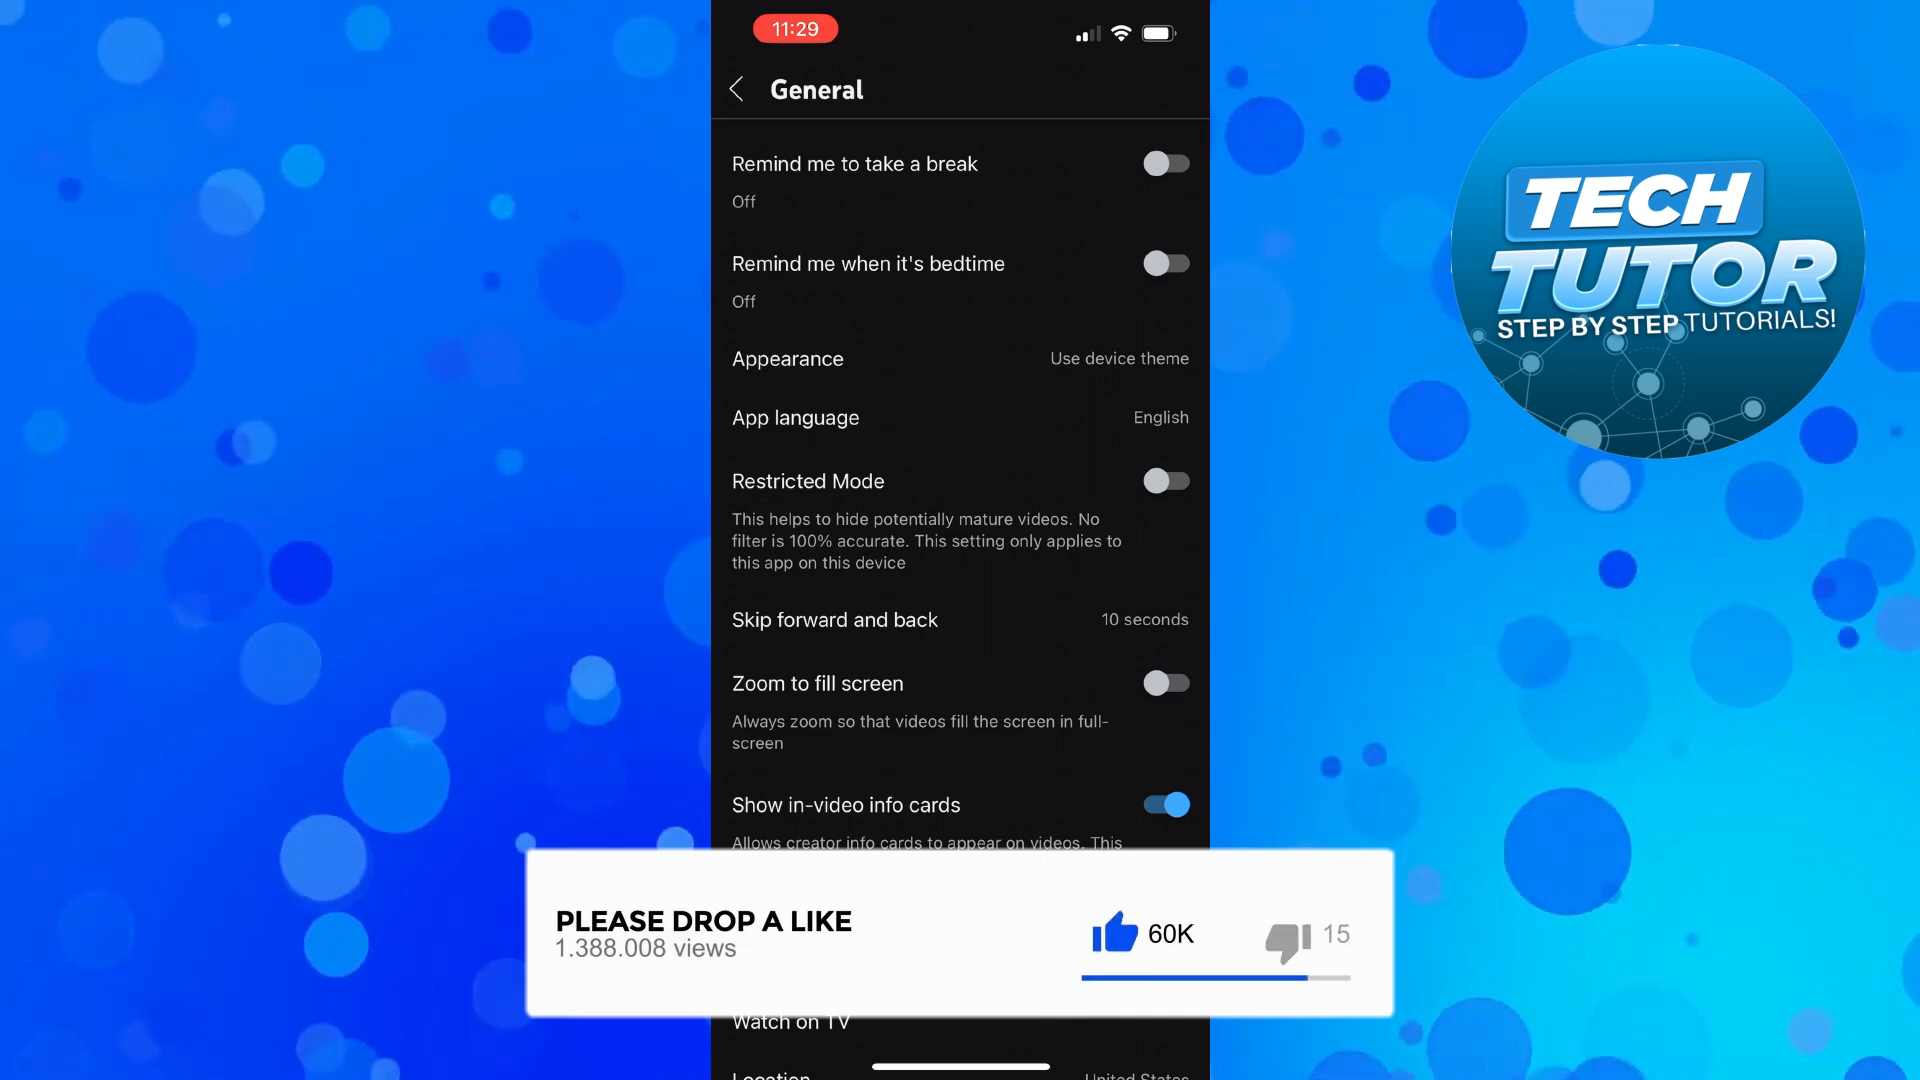 11:29
General
Remind me to take a break
Off
Remind me when it's bedtime
Off
Appearance Use device theme
App language English
Restricted Mode
This helps to hide potentially mature videos. No
filter is 100% accurate. This setting only applies to
this app on this device
Skip forward and back 10 seconds
Zoom to fill screen
Always zoom so that videos fill the screen in full-
screen
Show in-video info cards
Allows creator info cards to appear on videos. This
PLEASE DROP A LIKE
1.388.008 views
60K 15
Watch on TV
Location United States
TECH
TUTOR
STEP BY STEP TUTORIALS!